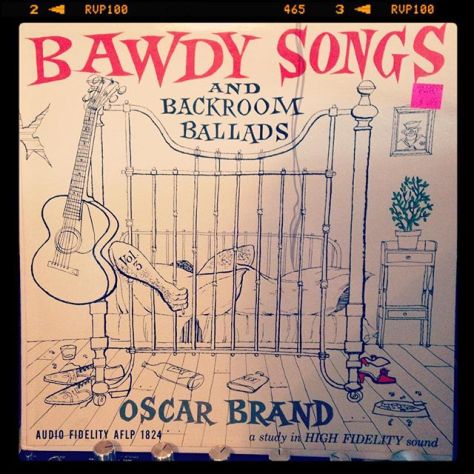 2 RVP100 465 3 RVP100
BAWDY SONGS
AND
BACKROOM
BALLADS
Vol. 3
OSCAR BRAND
AUDIO FIDELITY AFLP 1824
a study in HIGH FIDELITY sound